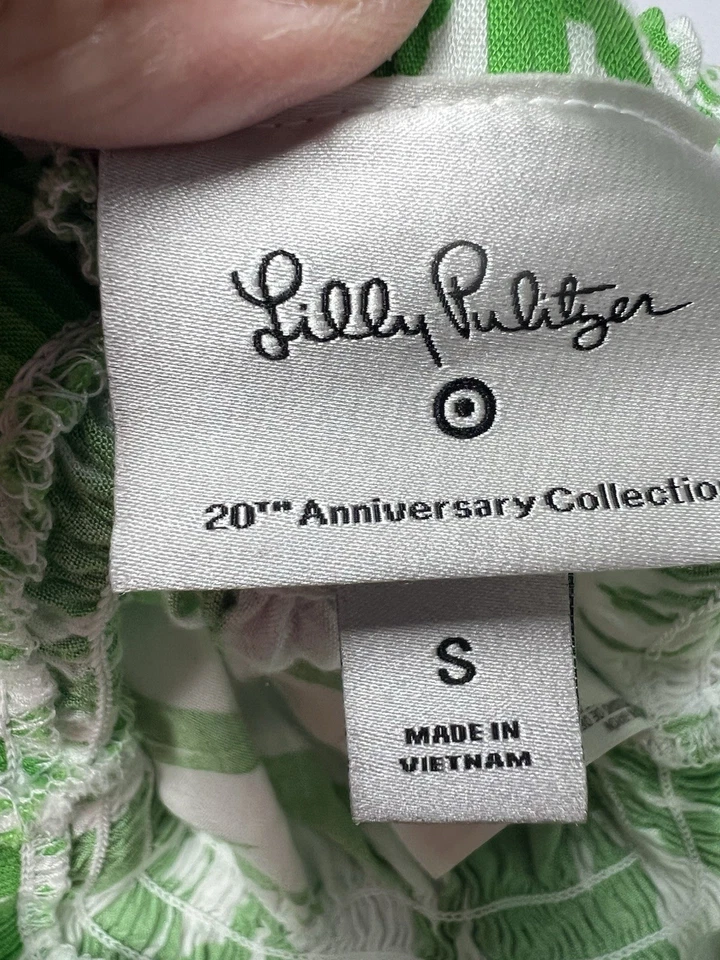 Lilly Pulitzer
20TH Anniversary Collectio
S
MADE IN
VIETNAM